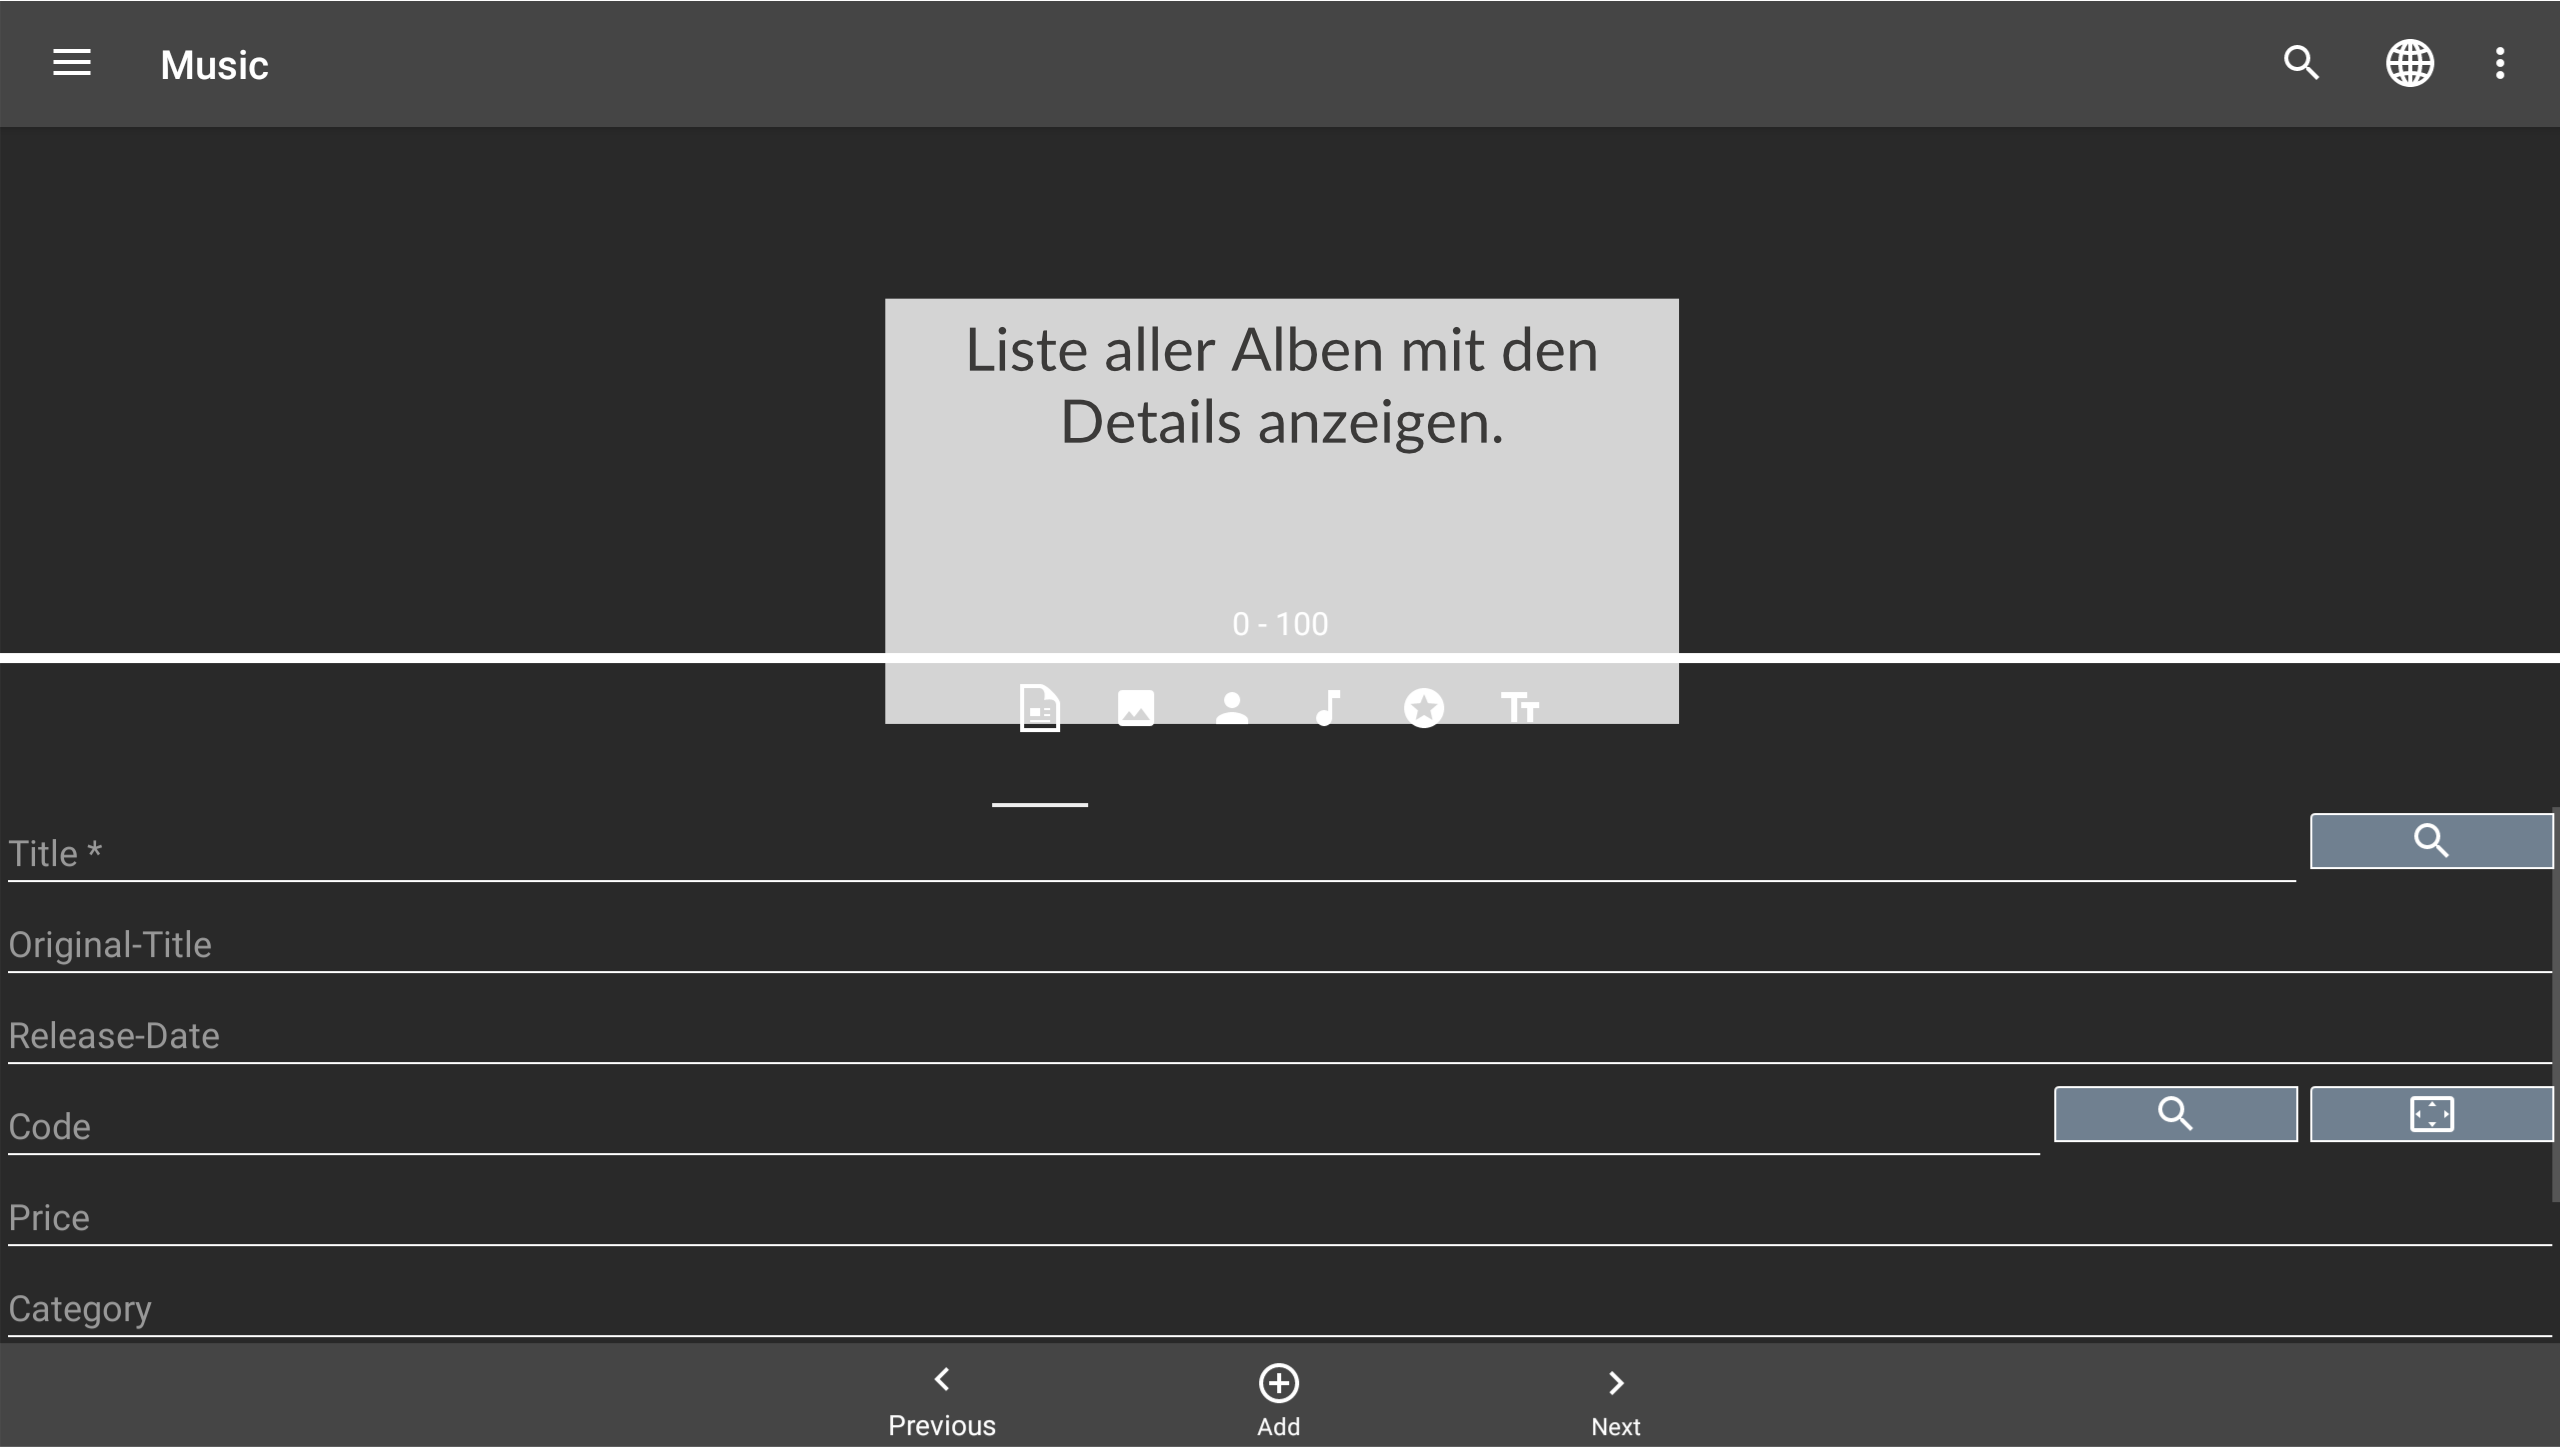 Music
Liste aller Alben mit den
Details anzeigen.
0 - 100
Title *
Original-Title
Release-Date
Code
Price
Category
Previous
Add
Next